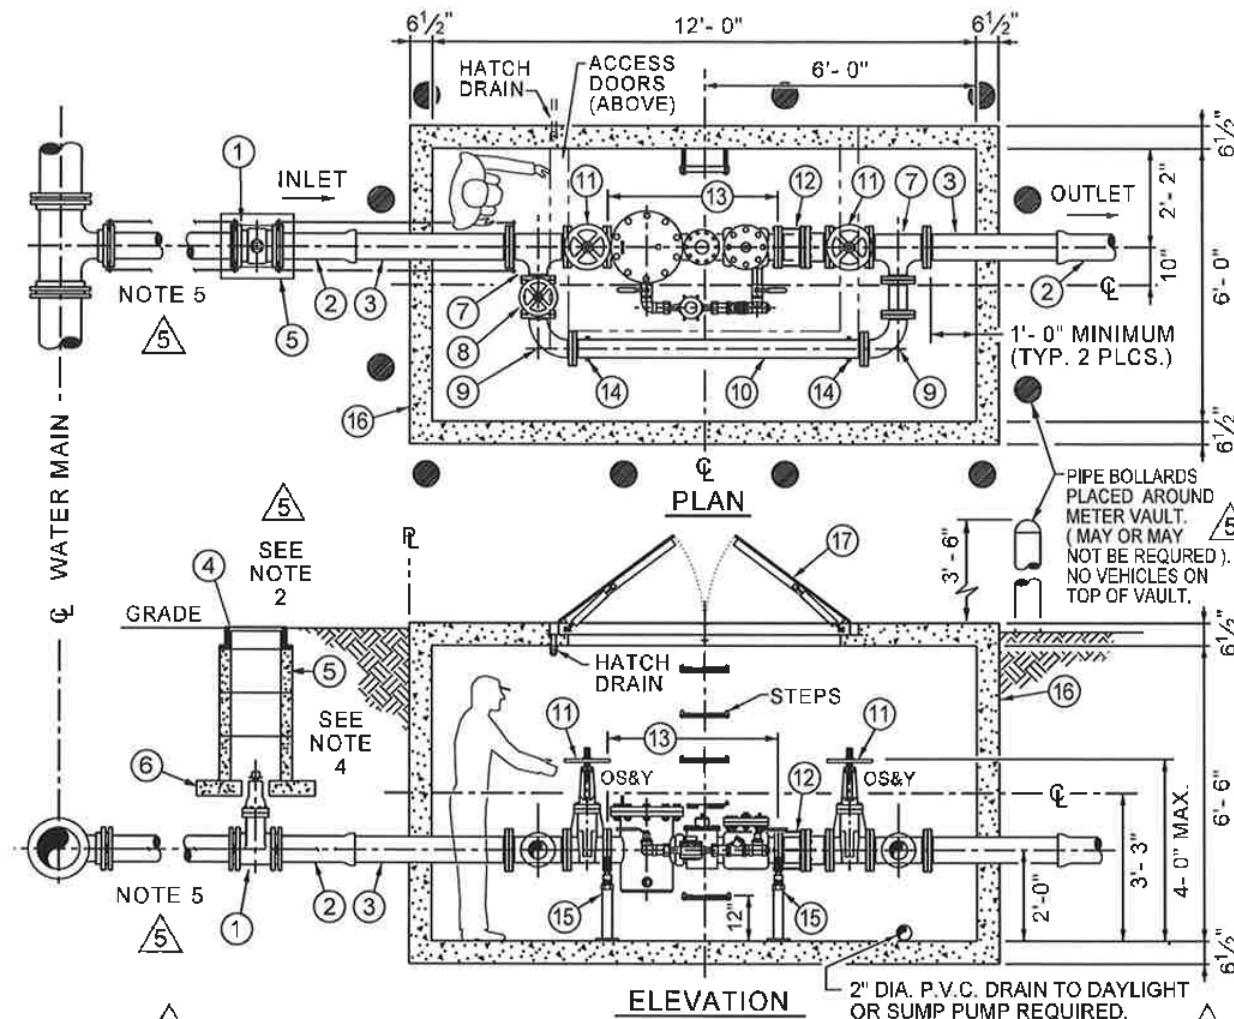 6½"
12'- 0"
6½"
HATCH
DRAIN
ACCESS
DOORS
(ABOVE)
6'- 0"
6½"
1
INLET
11
13
12
11
7
3
OUTLET
2'- 2"
10"
6'- 0"
NOTE 5
5
2
3
5
7
8
9
14
10
14
9
2
℄
1'- 0" MINIMUM
(TYP. 2 PLCS.)
16
6½"
℄
PLAN
℄ WATER MAIN
5
SEE
NOTE
2
4
GRADE
℄
17
3'- 6"
PIPE BOLLARDS
PLACED AROUND
METER VAULT.
( MAY OR MAY
NOT BE REQURED ).
NO VEHICLES ON
TOP OF VAULT.
5
6½"
HATCH
DRAIN
5
STEPS
16
SEE
NOTE
4
11
13
11
OS&Y
12
OS&Y
6
℄
6'- 6"
4'- 0" MAX.
3'- 3"
2'-0"
NOTE 5
5
1
2
3
15
12"
15
6½"
ELEVATION
2" DIA. P.V.C. DRAIN TO DAYLIGHT
OR SUMP PUMP REQUIRED.